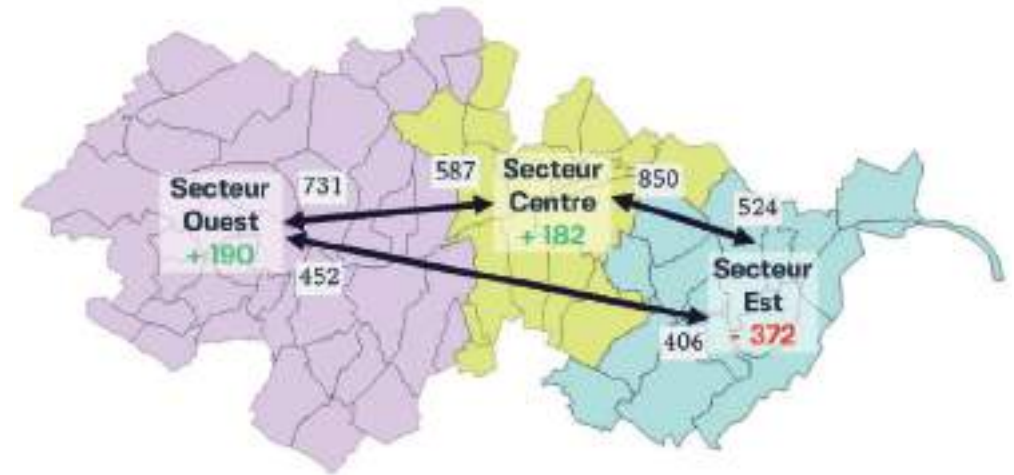 Secteur
Ouest
+190
731
452
587
Secteur
Centre
+182
850
524
Secteur
Est
- 372
406